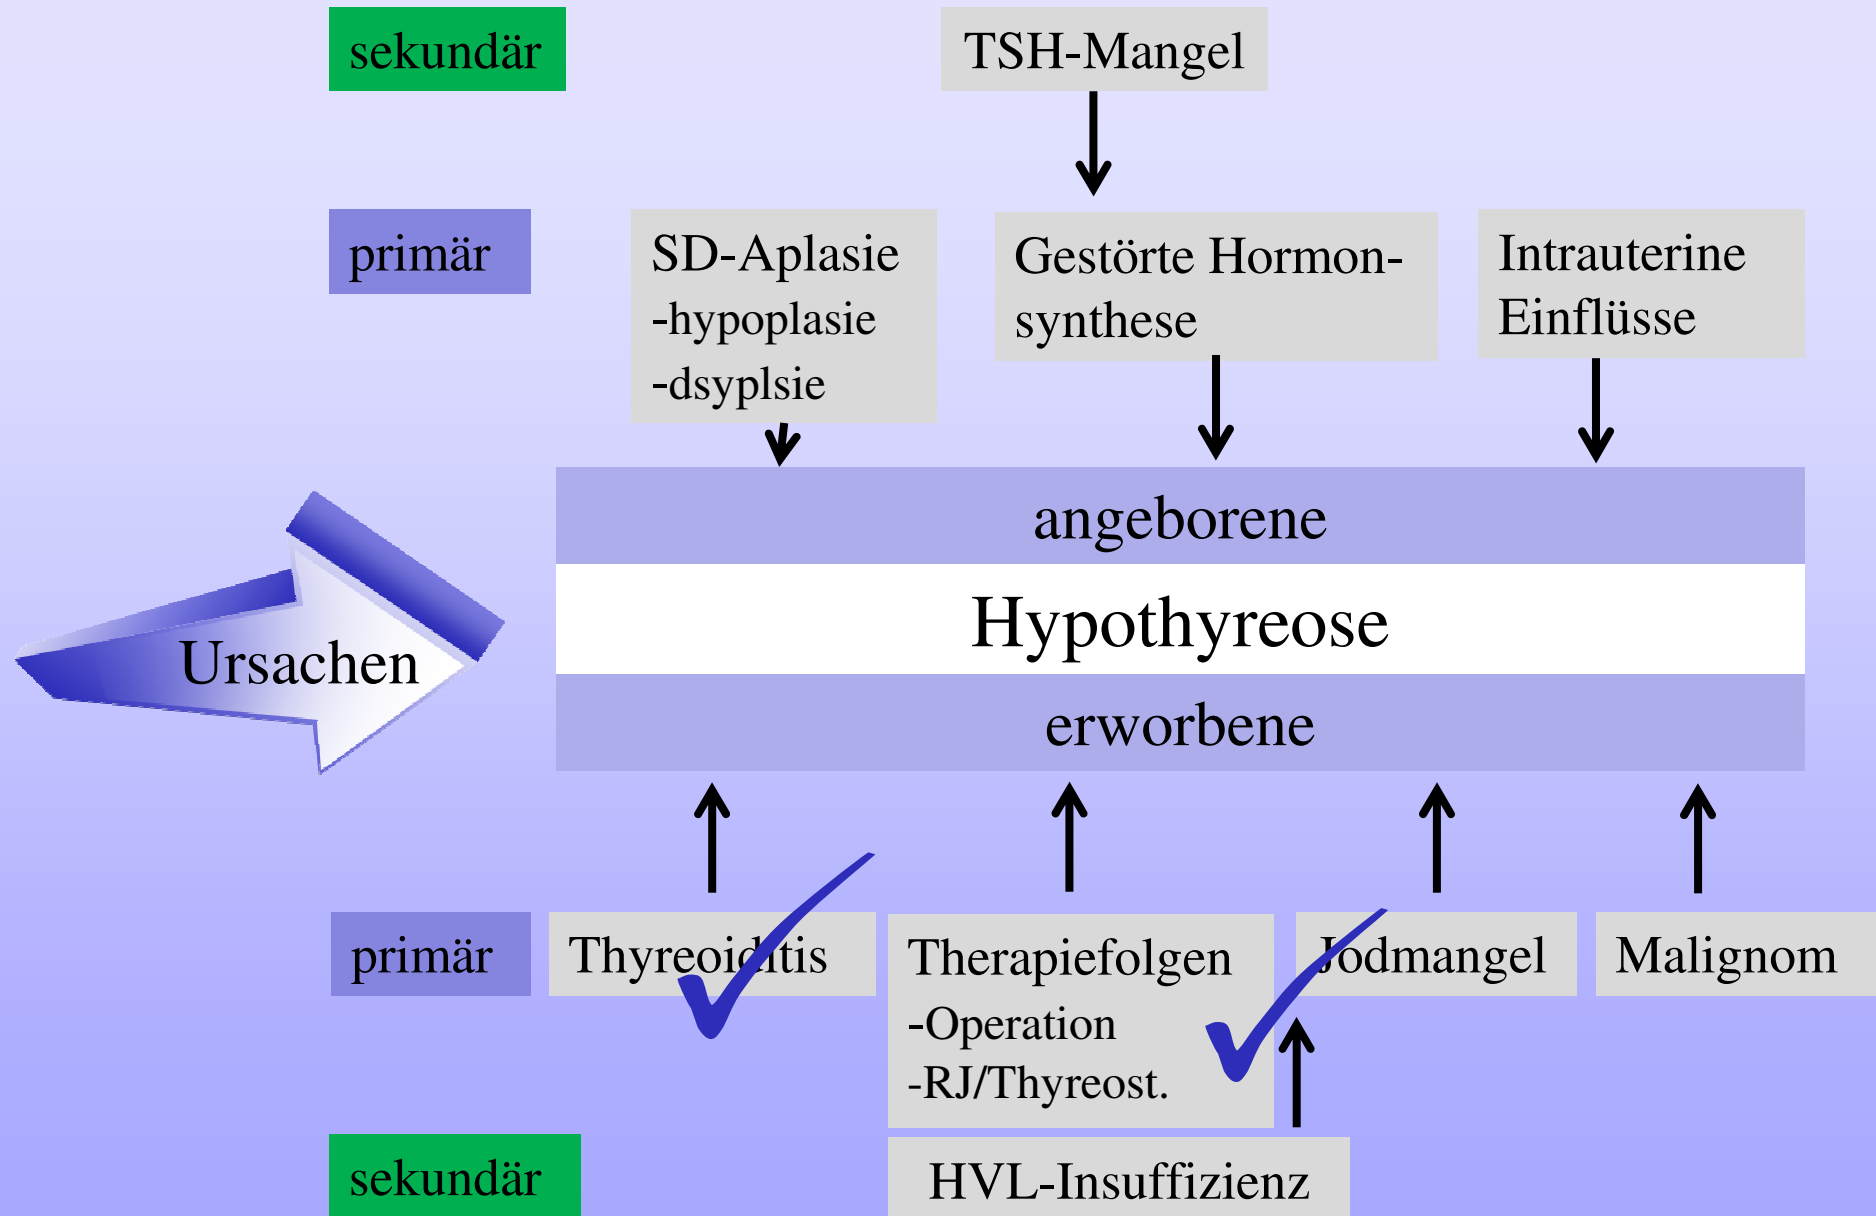 sekundär
TSH-Mangel
primär
SD-Aplasie
-hypoplasie
-dsyplsie
Gestörte Hormon-
synthese
Intrauterine
Einflüsse
angeborene
Ursachen
Hypothyreose
erworbene
primär
Thyreoiditis
Therapiefolgen
-Operation
-RJ/Thyreost.
Jodmangel
Malignom
sekundär
HVL-Insuffizienz